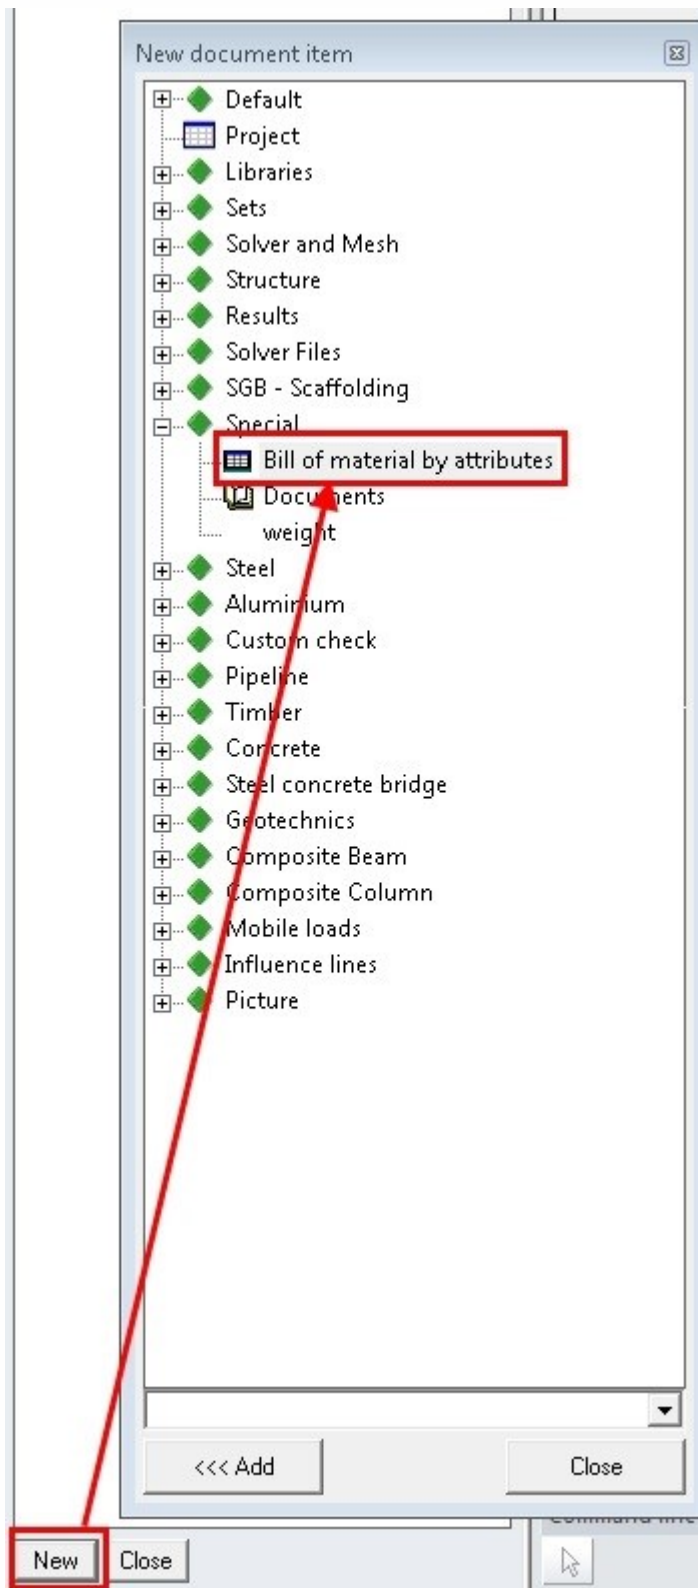 New document item
Default
Project
Libraries
Sets
Solver and Mesh
Structure
Results
Solver Files
SGB - Scaffolding
Special
Bill of material by attributes
Documents
weight
Steel
Aluminium
Custom check
Pipeline
Timber
Concrete
Steel concrete bridge
Geotechnics
Composite Beam
Composite Column
Mobile loads
Influence lines
Picture
<<< Add Close
New Close